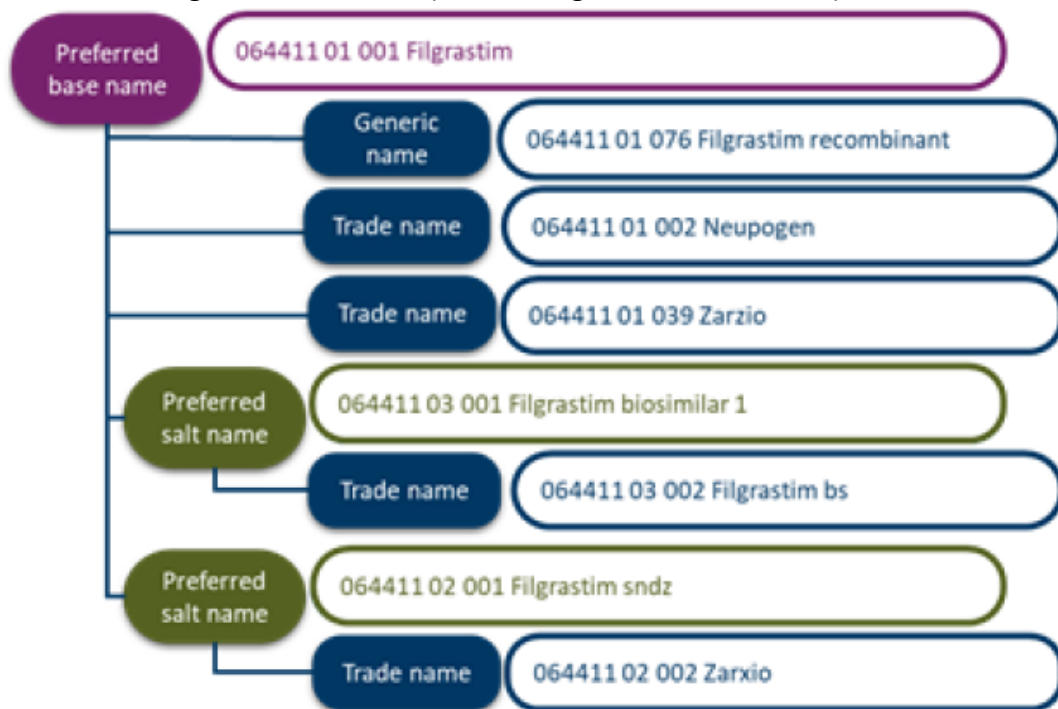 Preferred
base name
064411 01 001 Filgrastim
Generic
name
064411 01 076 Filgrastim recombinant
Trade name
064411 01 002 Neupogen
Trade name
064411 01 039 Zarzio
Preferred
salt name
064411 03 001 Filgrastim biosimilar 1
Trade name
064411 03 002 Filgrastim bs
Preferred
salt name
064411 02 001 Filgrastim sndz
Trade name
064411 02 002 Zarxio